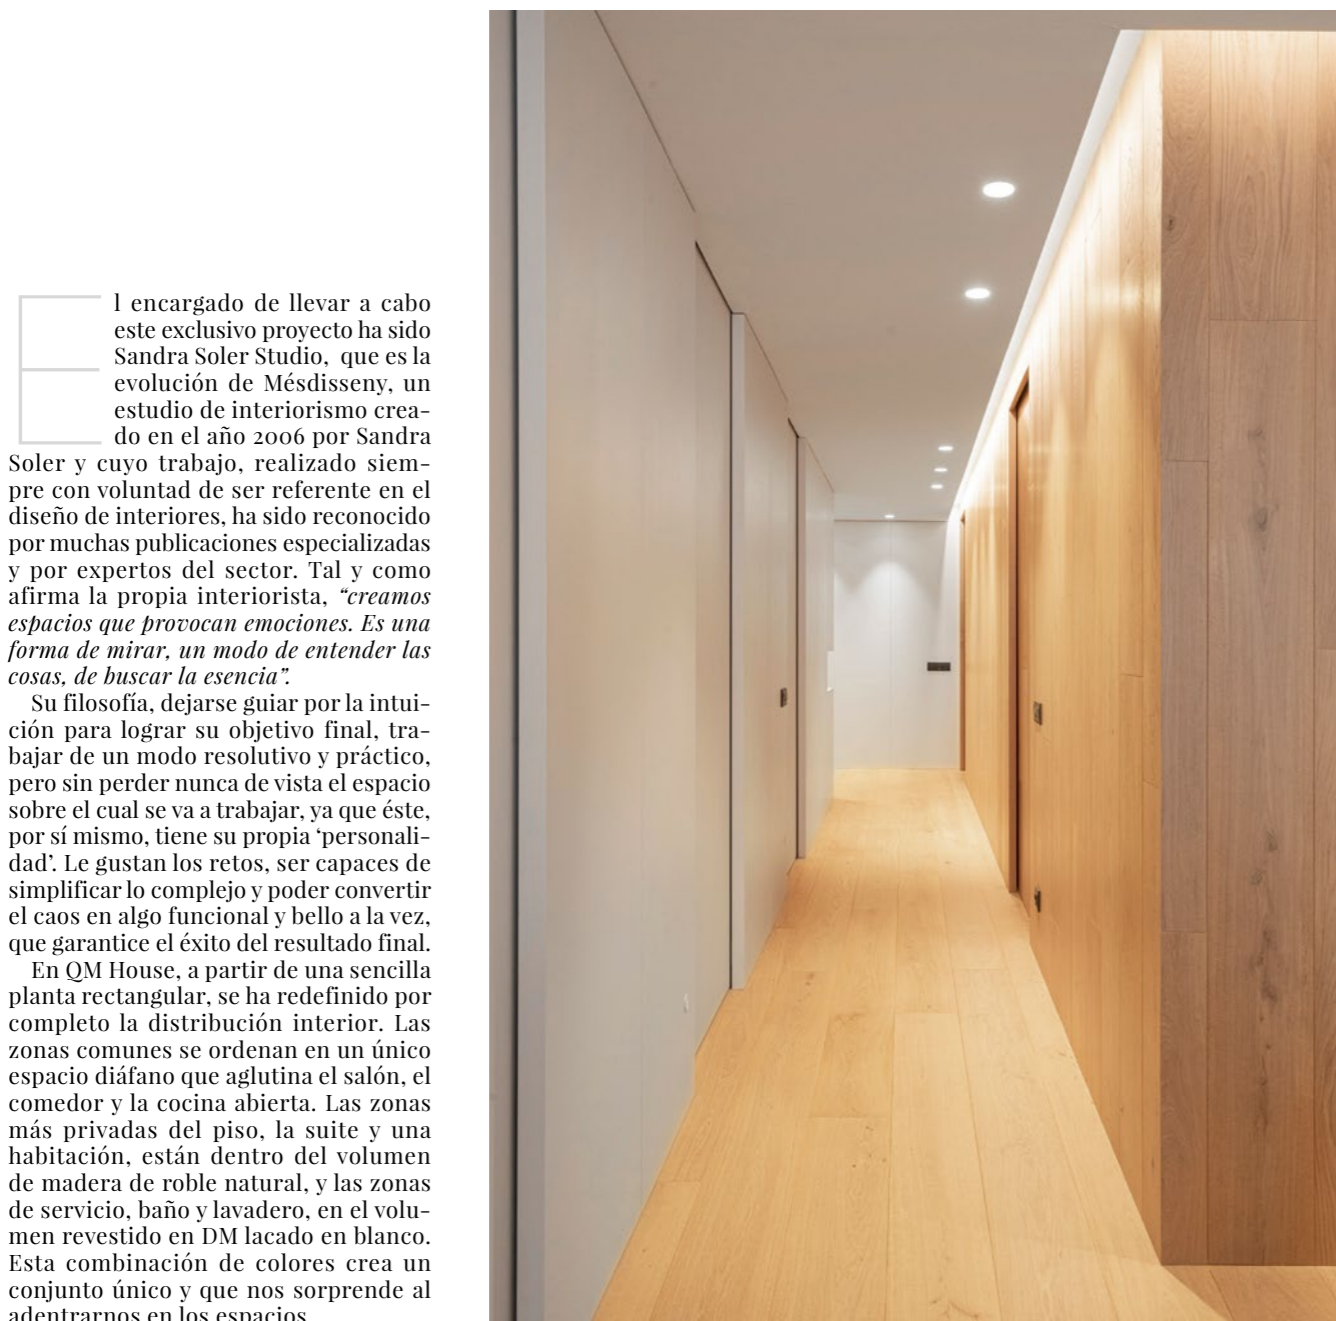 El encargado de llevar a cabo
este exclusivo proyecto ha sido
Sandra Soler Studio, que es la
evolución de Mésdisseny, un
estudio de interiorismo crea-
do en el año 2006 por Sandra
Soler y cuyo trabajo, realizado siem-
pre con voluntad de ser referente en el
diseño de interiores, ha sido reconocido
por muchas publicaciones especializadas
y por expertos del sector. Tal y como
afirma la propia interiorista, “creamos
espacios que provocan emociones. Es una
forma de mirar, un modo de entender las
cosas, de buscar la esencia”.
Su filosofía, dejarse guiar por la intui-
ción para lograr su objetivo final, tra-
bajar de un modo resolutivo y práctico,
pero sin perder nunca de vista el espacio
sobre el cual se va a trabajar, ya que éste,
por sí mismo, tiene su propia ‘personali-
dad’. Le gustan los retos, ser capaces de
simplificar lo complejo y poder convertir
el caos en algo funcional y bello a la vez,
que garantice el éxito del resultado final.
En QM House, a partir de una sencilla
planta rectangular, se ha redefinido por
completo la distribución interior. Las
zonas comunes se ordenan en un único
espacio diáfano que aglutina el salón, el
comedor y la cocina abierta. Las zonas
más privadas del piso, la suite y una
habitación, están dentro del volumen
de madera de roble natural, y las zonas
de servicio, baño y lavadero, en el volu-
men revestido en DM lacado en blanco.
Esta combinación de colores crea un
conjunto único y que nos sorprende al
adentrarnos en los espacios.